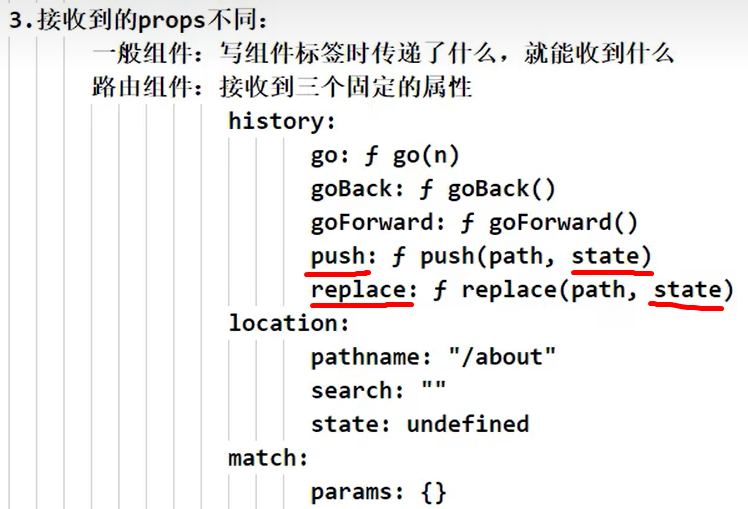 3.接收到的props不同：
一般组件：写组件标签时传递了什么，就能收到什么
路由组件：接收到三个固定的属性
history:
go: ƒ go(n)
goBack: ƒ goBack()
goForward: ƒ goForward()
push: ƒ push(path, state)
replace: ƒ replace(path, state)
location:
pathname: "/about"
search: ""
state: undefined
match:
params: {}